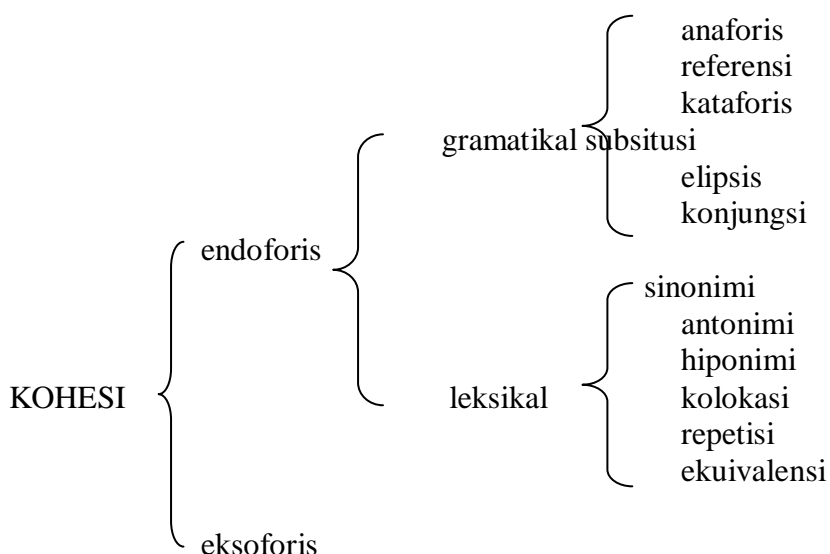 anaforis
referensi
kataforis
gramatikal subsitusi
elipsis
konjungsi
endoforis
sinonimi
antonimi
hiponimi
KOHESI
leksikal
kolokasi
repetisi
ekuivalensi
eksoforis